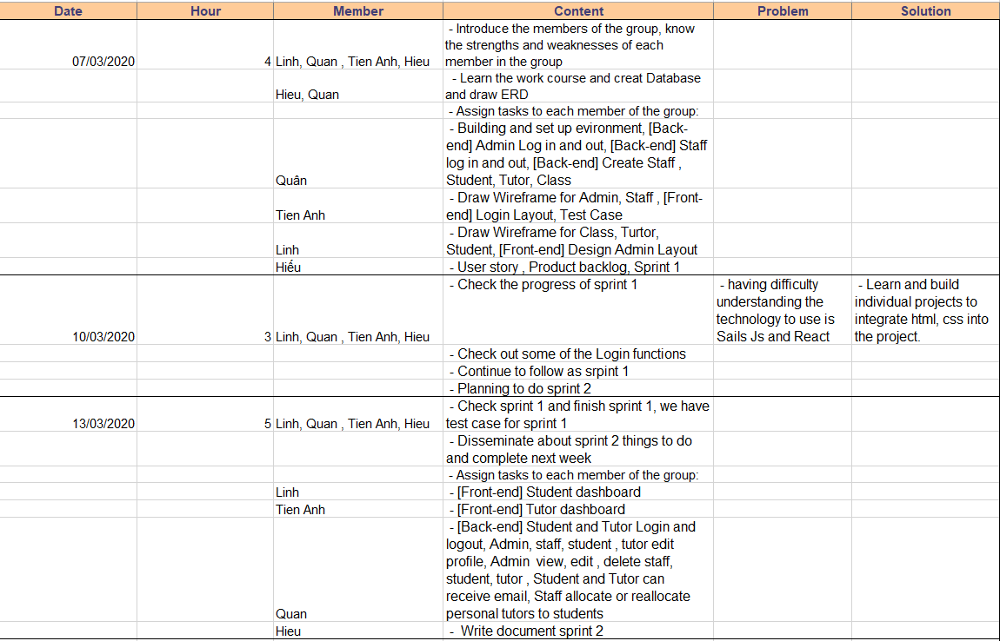 Date Hour Member Content Problem Solution
- Introduce the members of the group, know
the strengths and weaknesses of each
07/03/2020 4 Linh, Quan , Tien Anh, Hieu member in the group
- Learn the work course and creat Database
Hieu, Quan and draw ERD
- Assign tasks to each member of the group:
- Building and set up evironment, [Back-
end] Admin Log in and out, [Back-end] Staff
log in and out, [Back-end] Create Staff ,
Quân Student, Tutor, Class
- Draw Wireframe for Admin, Staff , [Front-
Tien Anh end] Login Layout, Test Case
- Draw Wireframe for Class, Turtor,
Linh Student, [Front-end] Design Admin Layout
Hiếu - User story , Product backlog, Sprint 1
- Check the progress of sprint 1 - having difficulty - Learn and build
understanding the individual projects to
technology to use is integrate html, css into
10/03/2020 3 Linh, Quan , Tien Anh, Hieu Sails Js and React the project.
- Check out some of the Login functions
- Continue to follow as srpint 1
- Planning to do sprint 2
- Check sprint 1 and finish sprint 1, we have
13/03/2020 5 Linh, Quan , Tien Anh, Hieu test case for sprint 1
- Disseminate about sprint 2 things to do
and complete next week
- Assign tasks to each member of the group:
Linh - [Front-end] Student dashboard
Tien Anh - [Front-end] Tutor dashboard
- [Back-end] Student and Tutor Login and
logout, Admin, staff, student , tutor edit
profile, Admin view, edit , delete staff,
student, tutor , Student and Tutor can
receive email, Staff allocate or reallocate
Quan personal tutors to students
Hieu - Write document sprint 2